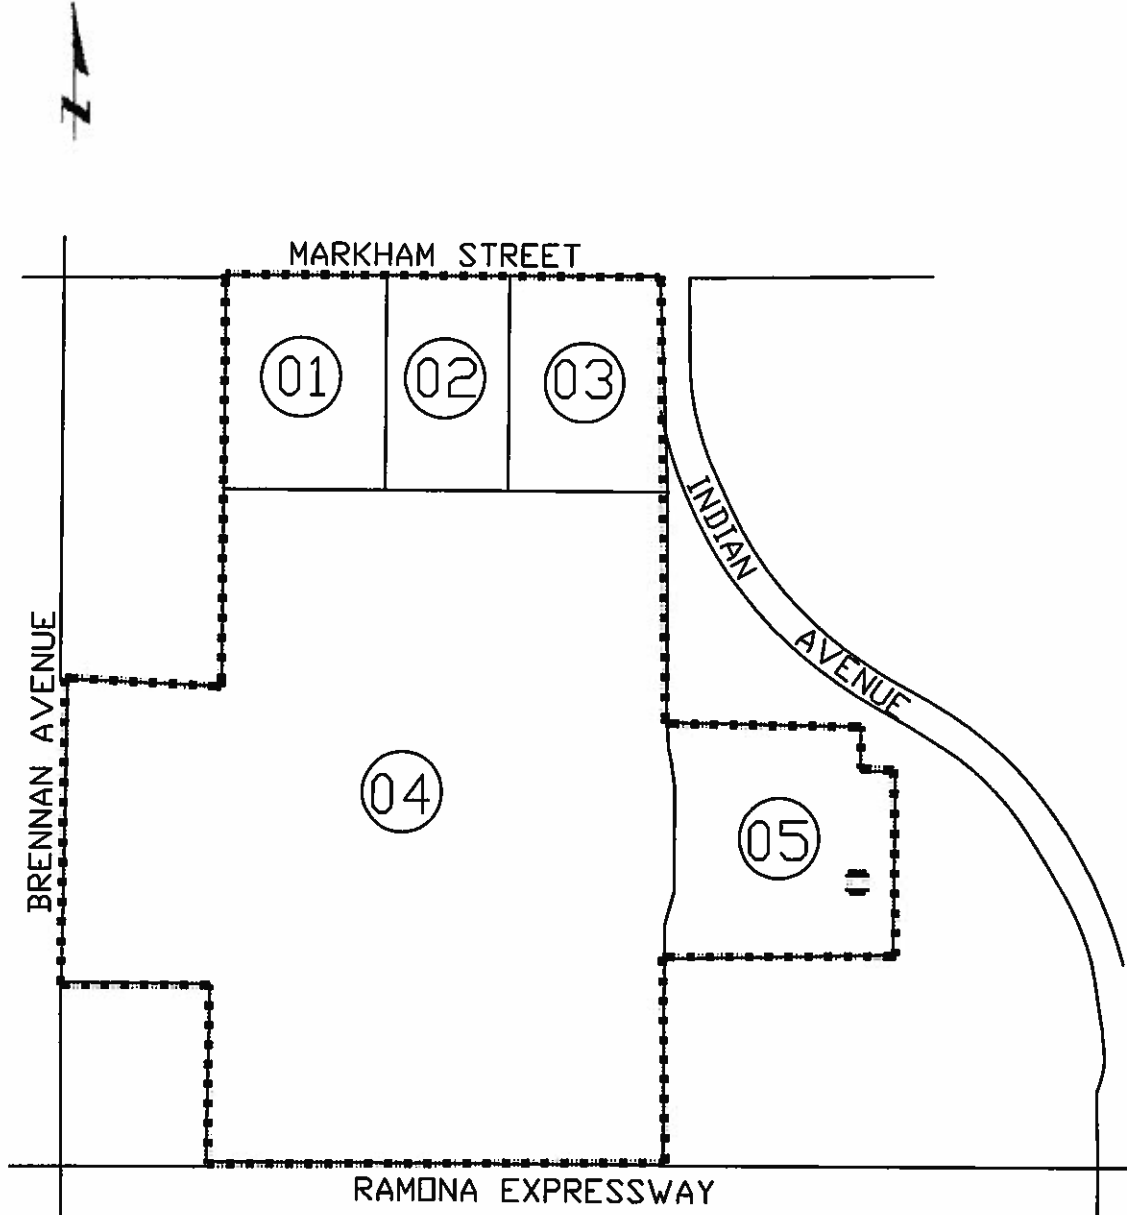 N
MARKHAM STREET
01
02
03
INDIAN AVENUE
BRENNAN AVENUE
04
05
RAMONA EXPRESSWAY